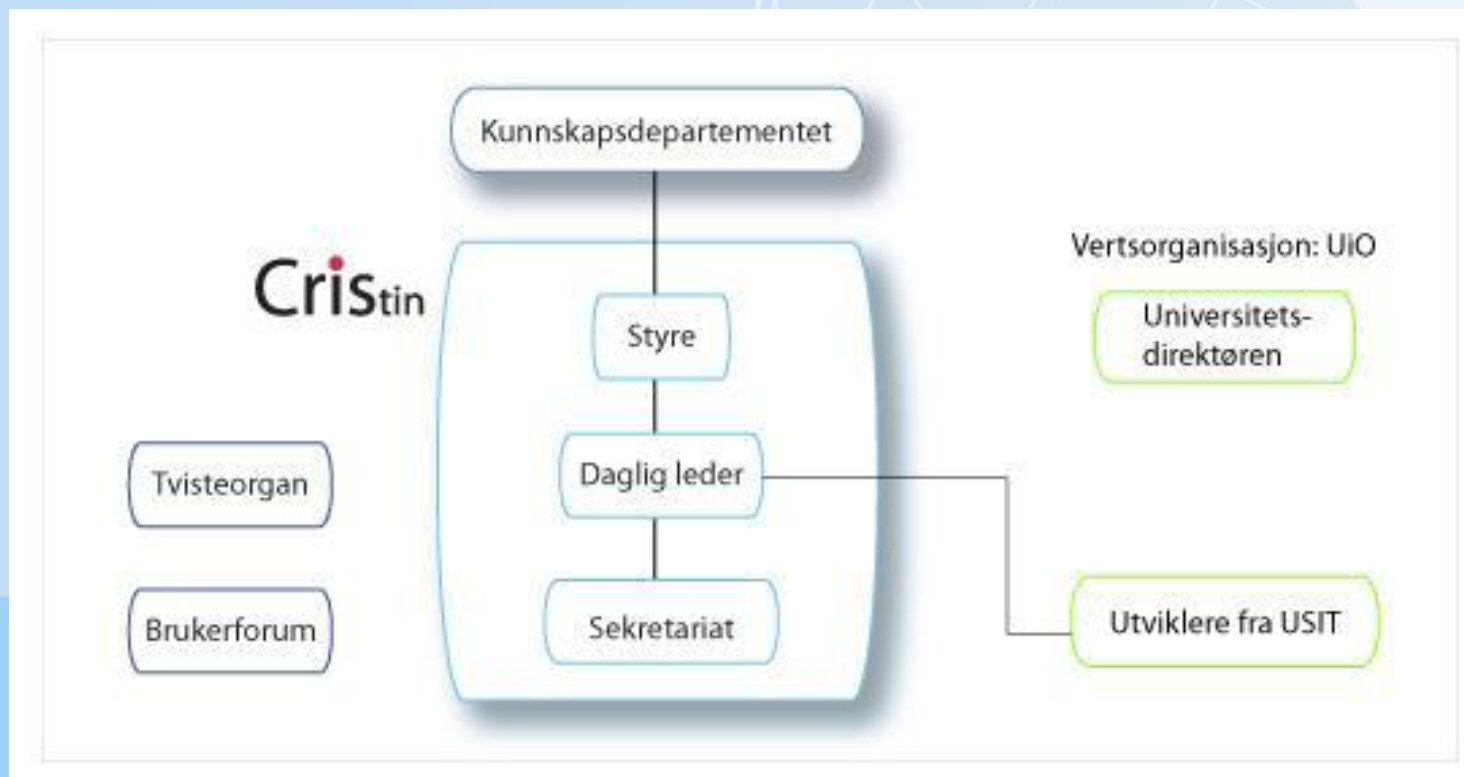 Kunnskapsdepartementet
Cristin
Vertsorganisasjon: UiO
Styre
Universitets-
direktøren
Tvisteorgan
Daglig leder
Brukerforum
Sekretariat
Utviklere fra USIT